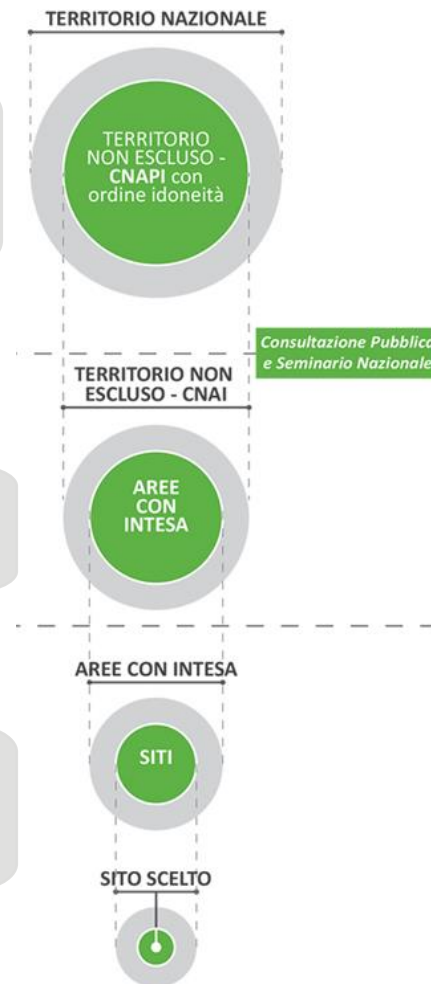 TERRITORIO NAZIONALE
TERRITORIO
NON ESCLUSO -
CNAPI con
ordine idoneità
Consultazione Pubblica
e Seminario Nazionale
TERRITORIO NON
ESCLUSO - CNAI
AREE
CON
INTESA
AREE CON INTESA
SITI
SITO SCELTO